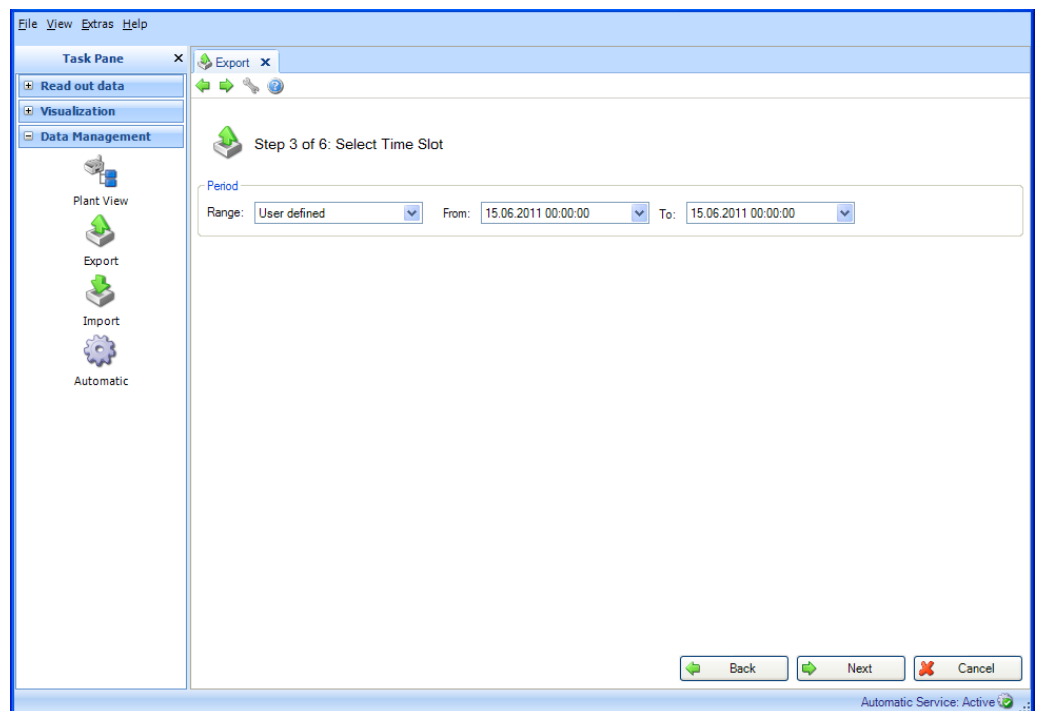 File View Extras Help
Task Pane
Export
Read out data
Visualization
Data Management
Plant View
Export
Import
Automatic
Step 3 of 6: Select Time Slot
Period
Range: User defined From: 15.06.2011 00:00:00 To: 15.06.2011 00:00:00
Back Next Cancel
Automatic Service: Active